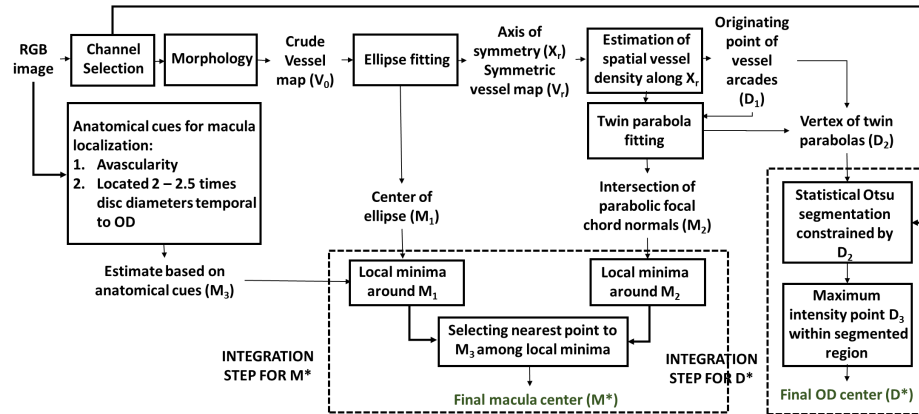 RGB
image
Channel
Selection
Morphology
Crude
Vessel
map (V0)
Ellipse fitting
Axis of
symmetry (Xr)
Symmetric
vessel map (Vr)
Estimation of
spatial vessel
density along Xr
Originating
point of
vessel
arcades
(D1)
Twin parabola
fitting
Vertex of twin
parabolas (D2)
Anatomical cues for macula
localization:
1. Avascularity
2. Located 2 – 2.5 times
disc diameters temporal
to OD
Center of
ellipse (M1)
Intersection of
parabolic focal
chord normals (M2)
Statistical Otsu
segmentation
constrained by
D2
Estimate based on
anatomical cues (M3)
Local minima
around M1
Local minima
around M2
Maximum
intensity point D3
within segmented
region
Selecting nearest point to
M3 among local minima
INTEGRATION
STEP FOR M*
INTEGRATION
STEP FOR D*
Final macula center (M*)
Final OD center (D*)